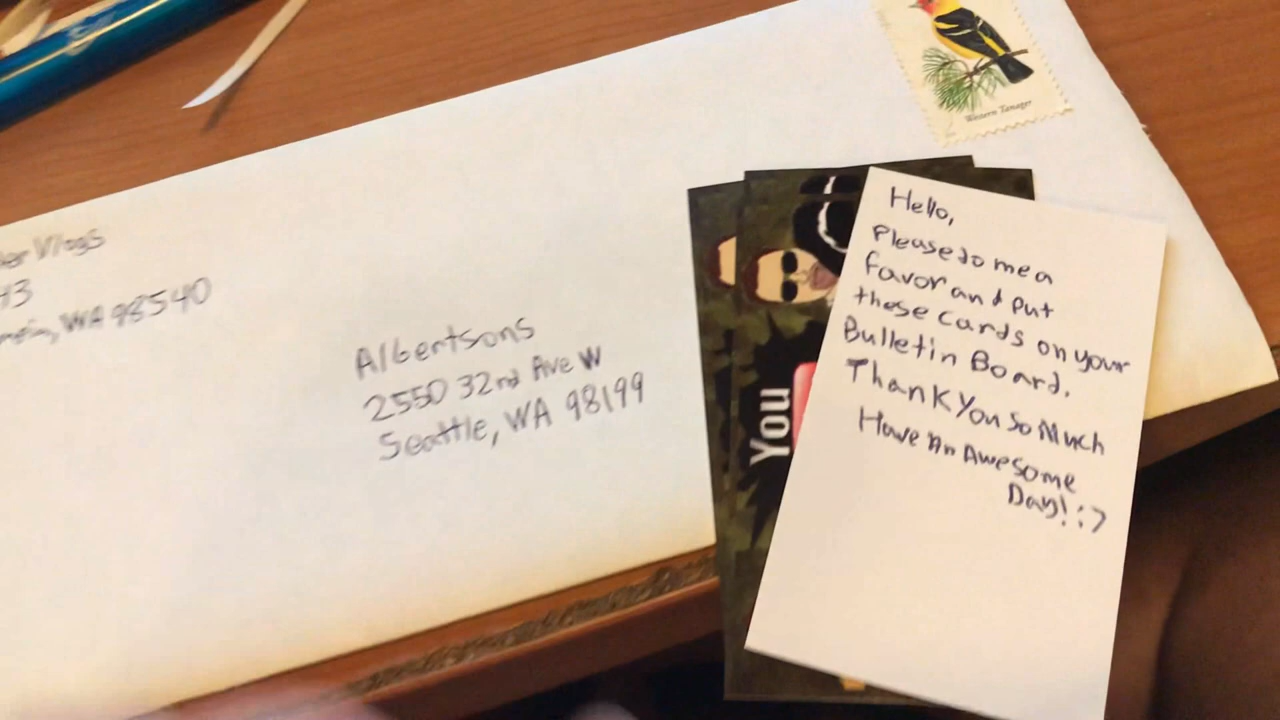 Western Tanager
Vlogs
WA 98540
Albertsons
2550 32nd Ave W
Seattle, WA 98199
You
Hello,
Please do me a
favor and put
these cards on your
Bulletin Board.
Thank You So Much
Have An Awesome
Day! :)